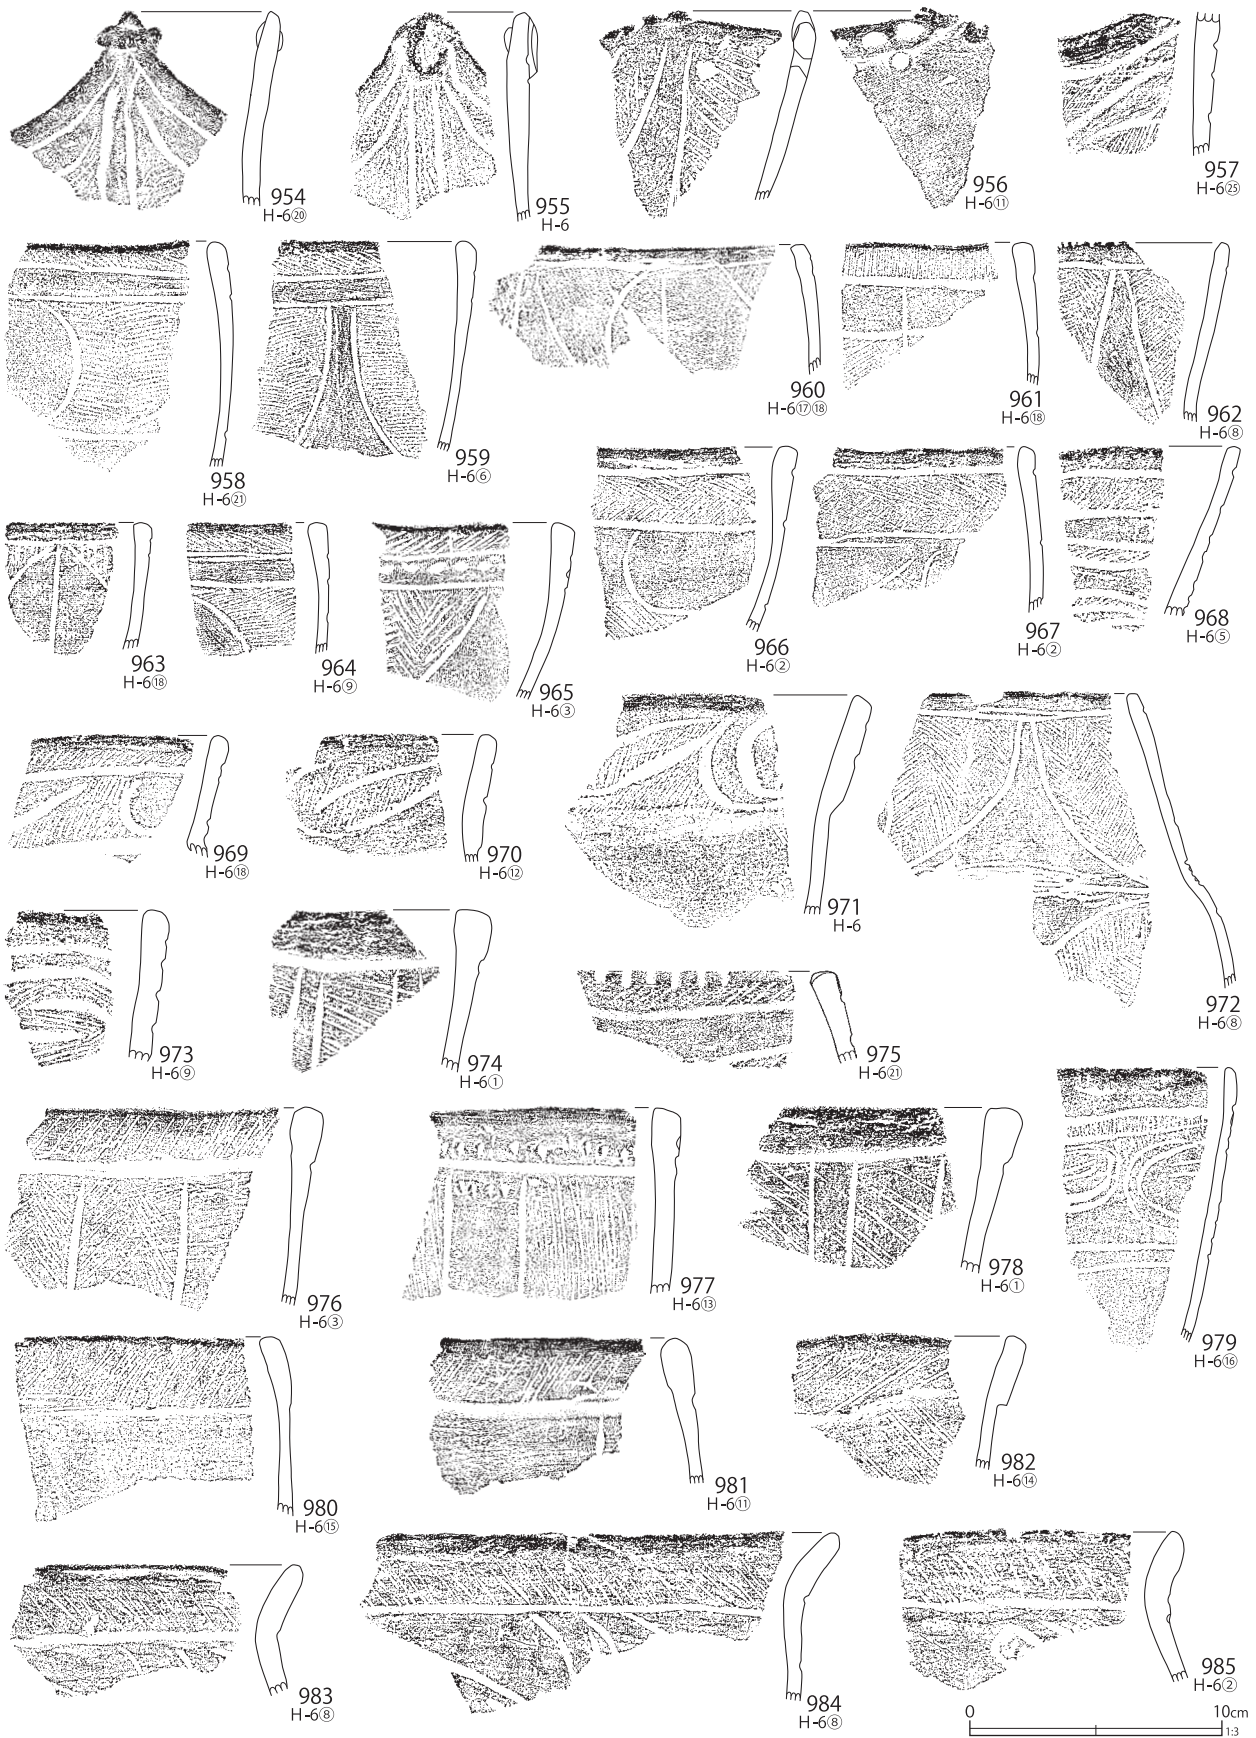 954
H-6⑳
955
H-6
956
H-6⑪
957
H-6㉕
958
H-6㉑
959
H-6⑥
960
H-6⑰⑱
961
H-6⑱
962
H-6⑧
963
H-6⑱
964
H-6⑨
965
H-6③
966
H-6②
967
H-6②
968
H-6⑤
969
H-6⑱
970
H-6⑫
971
H-6
972
H-6⑧
973
H-6⑨
974
H-6①
975
H-6㉑
976
H-6③
977
H-6⑬
978
H-6①
979
H-6⑯
980
H-6⑮
981
H-6⑪
982
H-6⑭
983
H-6⑧
984
H-6⑧
985
H-6②
0 10cm
1:3